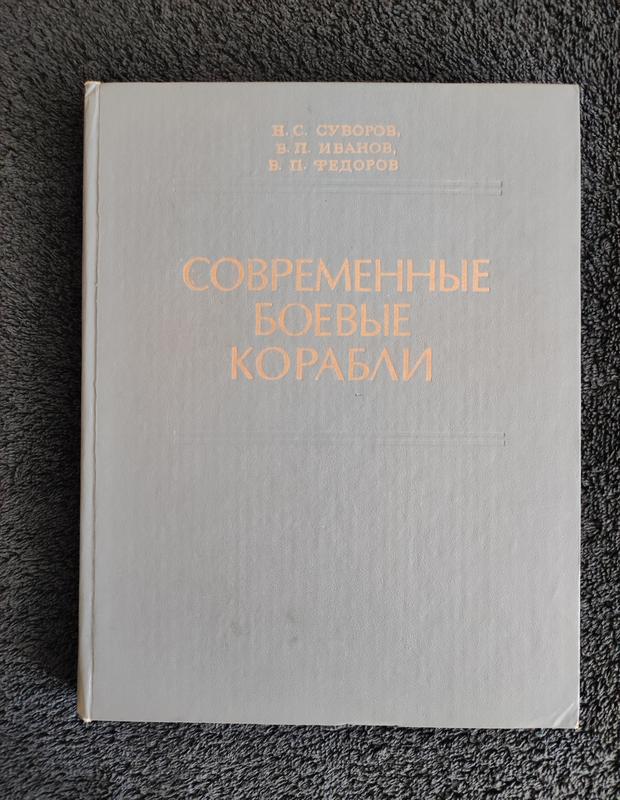 Н. С. СУВОРОВ,
В. П. ИВАНОВ,
В. П. ФЕДОРОВ
СОВРЕМЕННЫЕ
БОЕВЫЕ
КОРАБЛИ